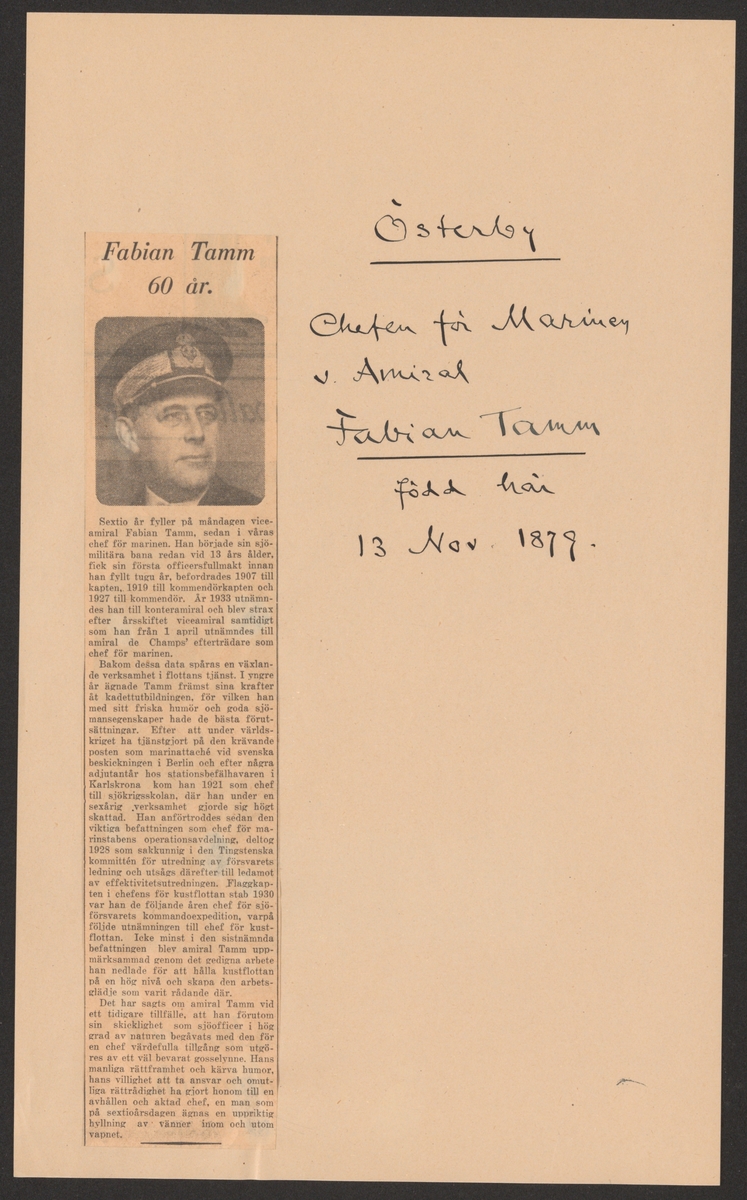 Fabian Tamm
60 år.
Sextio år fyller på måndagen vice-
amiral Fabian Tamm, sedan i våras
chef för marinen. Han började sin sjö-
militära bana redan vid 13 års ålder,
fick sin första officersfullmakt innan
han fyllt tugu år, befordrades 1907 till
kapten, 1919 till kommendörkapten och
1927 till kommendör. År 1933 utnämn-
des han till konteramiral och blev strax
efter årsskiftet viceamiral samtidigt
som han från 1 april utnämndes till
amiral de Champs' efterträdare som
chef för marinen.
Bakom dessa data spåras en växlan-
de verksamhet i flottans tjänst. I yngre
år ägnade Tamm främst sina krafter
åt kadettutbildningen, för vilken han
med sitt friska humör och goda sjö-
mansegenskaper hade de bästa förut-
sättningar. Efter att under världs-
kriget ha tjänstgjort på den krävande
posten som marinattaché vid svenska
beskickningen i Berlin och efter några
adjutantår hos stationsbefälhavaren i
Karlskrona kom han 1921 som chef
till sjökrigsskolan, där han under en
sexårig verksamhet gjorde sig högt
skattad. Han anförtroddes sedan den
viktiga befattningen som chef för ma-
rinstabens operationsavdelning, deltog
1928 som sakkunnig i den Tingstenska
kommittén för utredning av försvarets
ledning och utsågs därefter till ledamot
av effektivitetsutredningen. Flaggkap-
ten i chefens för kustflottan stab 1930
var han de följande åren chef för sjö-
försvarets kommandoexpedition, varpå
följde utnämningen till chef för kust-
flottan. Icke minst i den sistnämnda
befattningen blev amiral Tamm upp-
märksammad genom det gedigna arbete
han nedlade för att hålla kustflottan
på en hög nivå och skapa den arbets-
glädje som varit rådande där.
Det har sagts om amiral Tamm vid
ett tidigare tillfälle, att han förutom
sin skicklighet som sjöofficer i hög
grad av naturen begåvats med den för
en chef värdefulla tillgång som utgö-
res av ett väl bevarat gosselynne. Hans
manliga rättframhet och kärva humor,
hans villighet att ta ansvar och omut-
liga rättrådighet ha gjort honom till en
avhållen och aktad chef, en man som
på sextioårsdagen ägnas en uppriktig
hyllning av vänner inom och utom
vapnet.
Österby
Chefen för Marinen
v. Amiral
Fabian Tamm
född här
13 Nov. 1879.